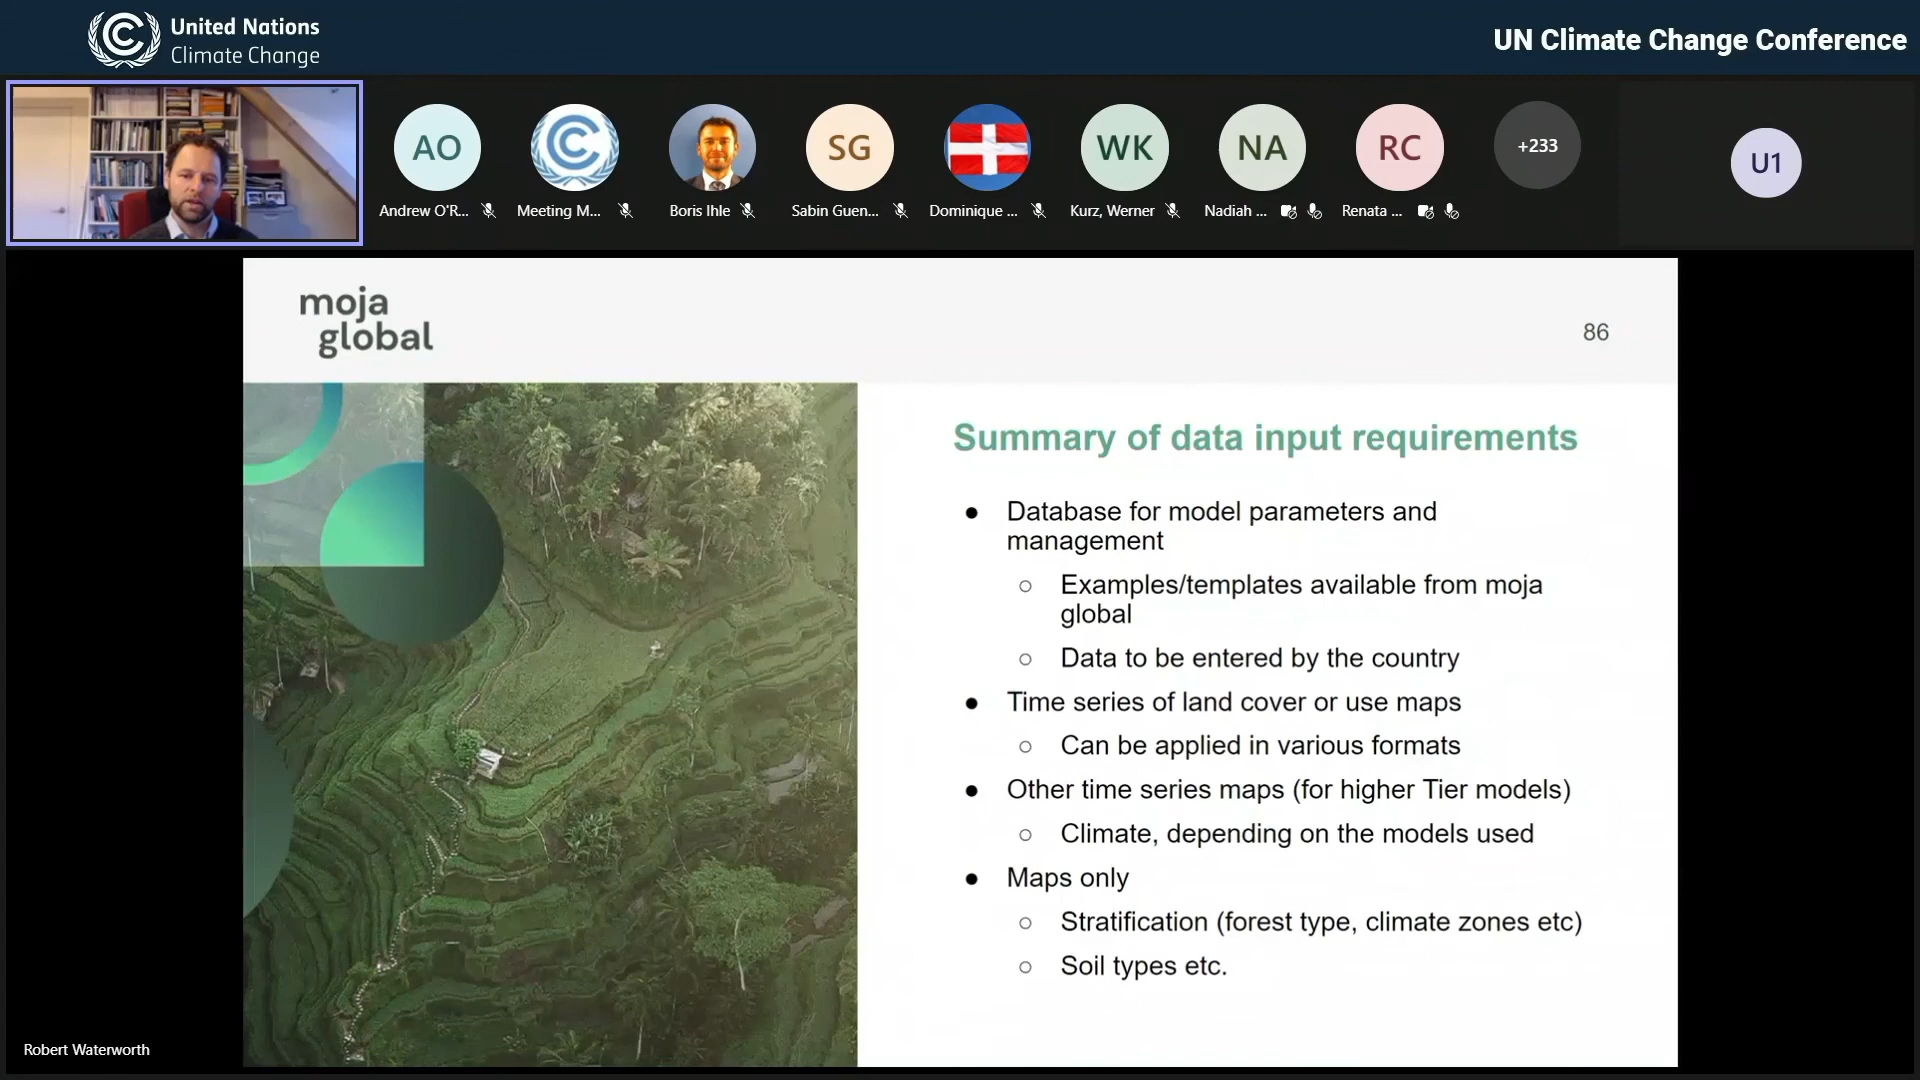 United Nations
Climate Change
UN Climate Change Conference
AO
SG
WK
NA
RC
+233
U1
Andrew O'R...
Meeting M...
Boris Ihle
Sabin Guen...
Dominique ...
Kurz, Werner
Nadiah ...
Renata ...
moja
global
86
Summary of data input requirements
● Database for model parameters and
management
○ Examples/templates available from moja
global
○ Data to be entered by the country
● Time series of land cover or use maps
○ Can be applied in various formats
● Other time series maps (for higher Tier models)
○ Climate, depending on the models used
● Maps only
○ Stratification (forest type, climate zones etc)
○ Soil types etc.
Robert Waterworth